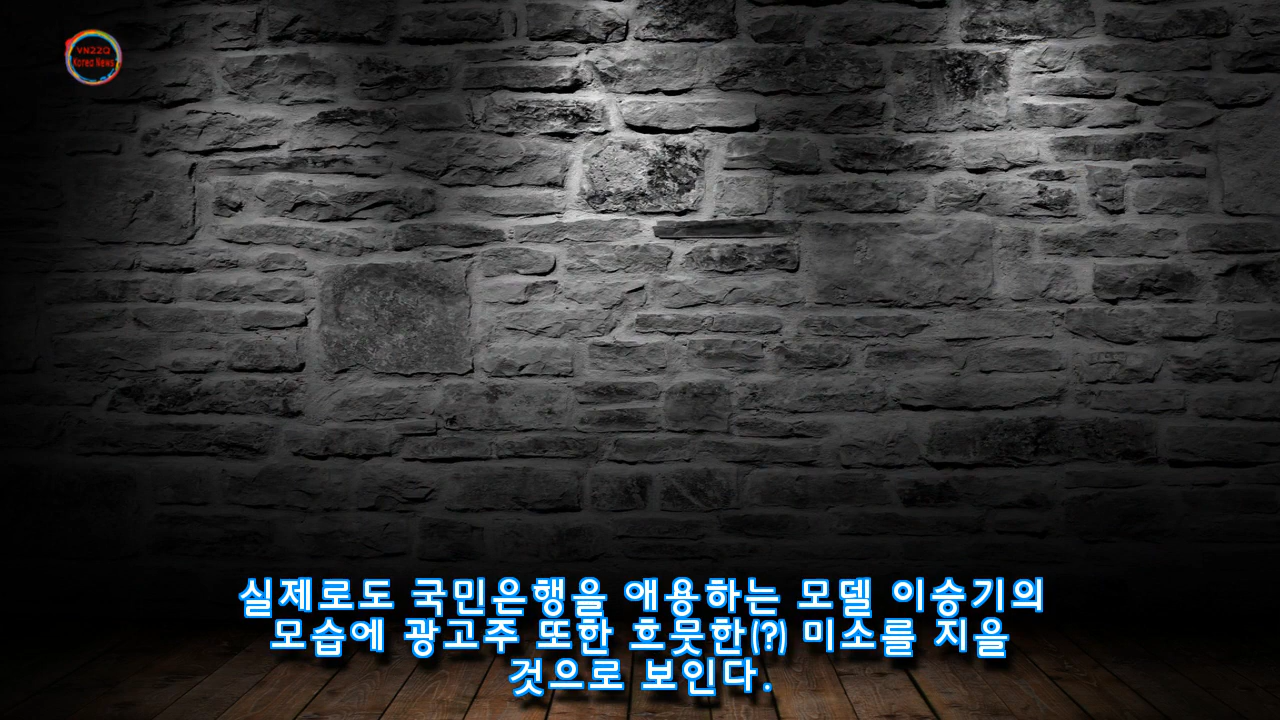 VN22Q
Korea News
실제로도 국민은행을 애용하는 모델 이승기의
모습에 광고주 또한 흐뭇한(?) 미소를 지을
것으로 보인다.